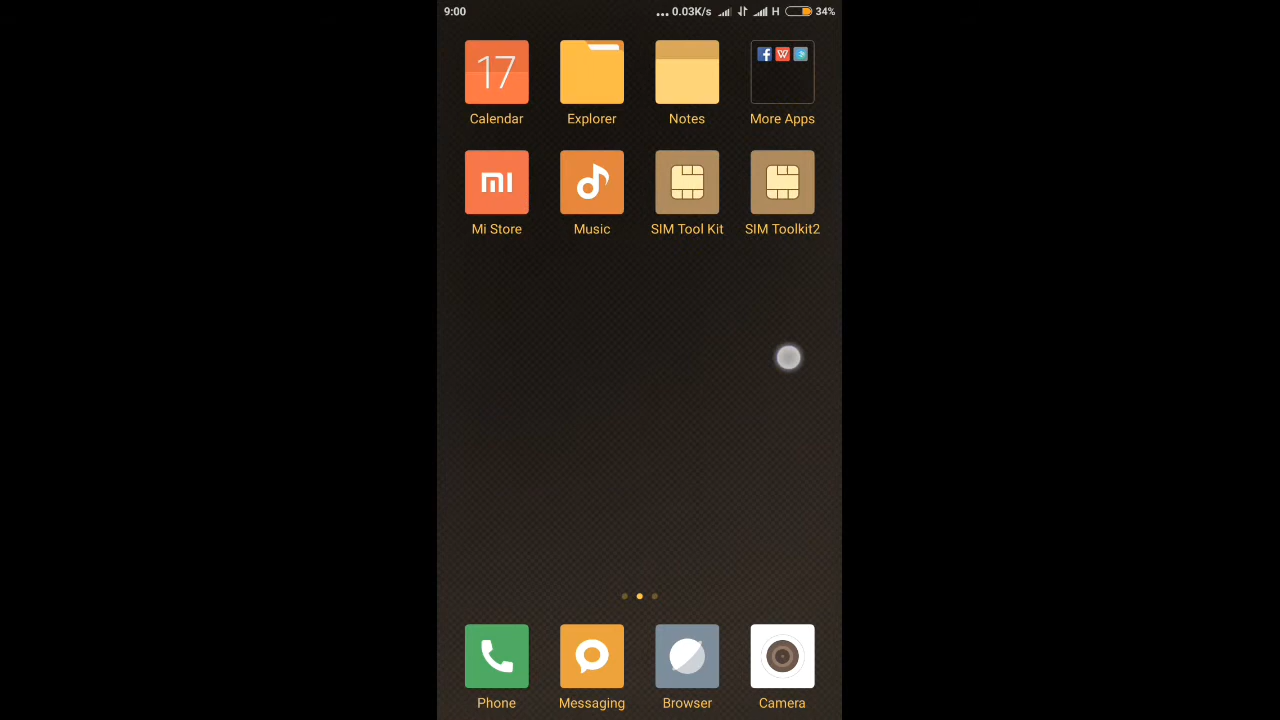 9:00 ... 0.03K/s H 34%
17
Calendar Explorer Notes More Apps
Mi Store Music SIM Tool Kit SIM Toolkit2
Phone Messaging Browser Camera